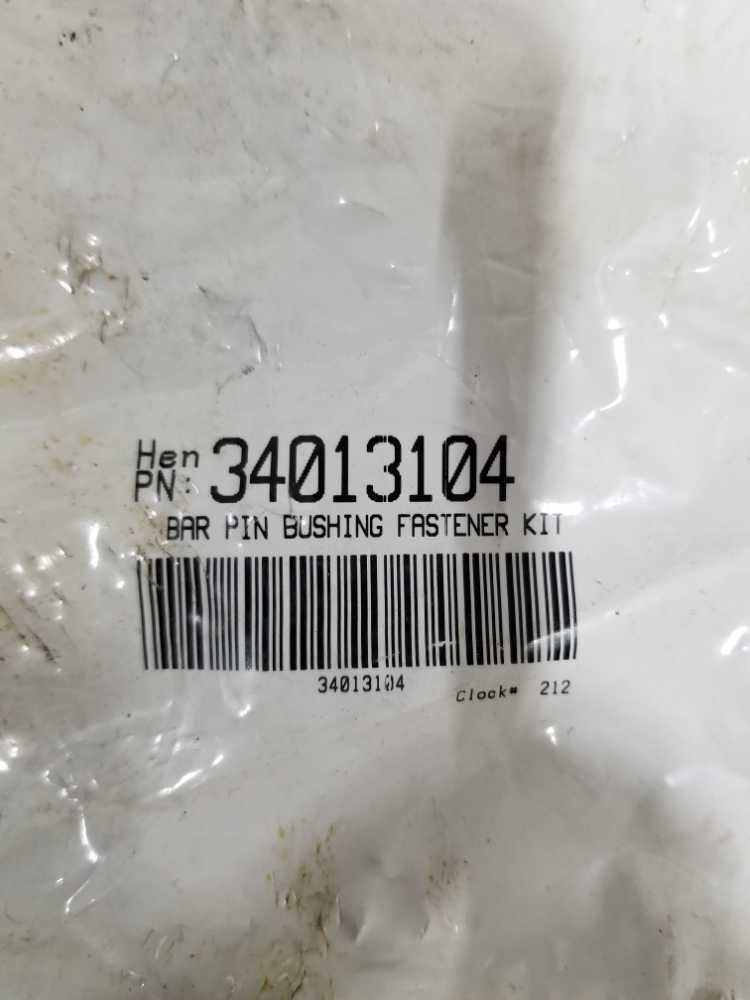 Hen
PN: 34013104
BAR PIN BUSHING FASTENER KIT
34013104
Clock# 212